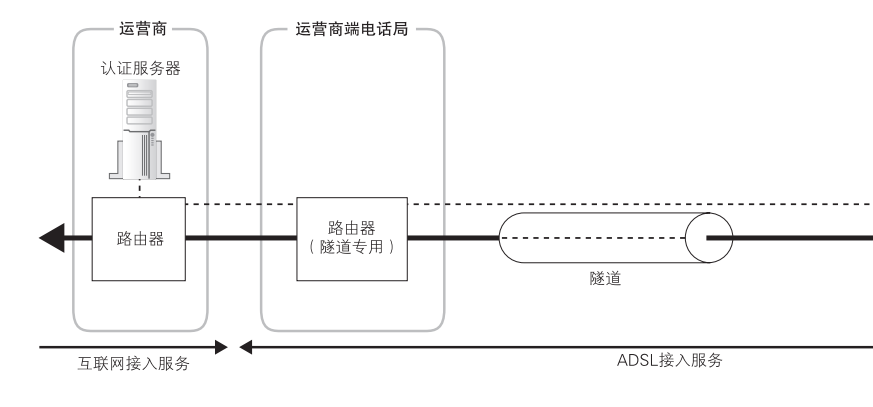 运营商
运营商端电话局
认证服务器
路由器
路由器
（隧道专用）
隧道
互联网接入服务
ADSL接入服务